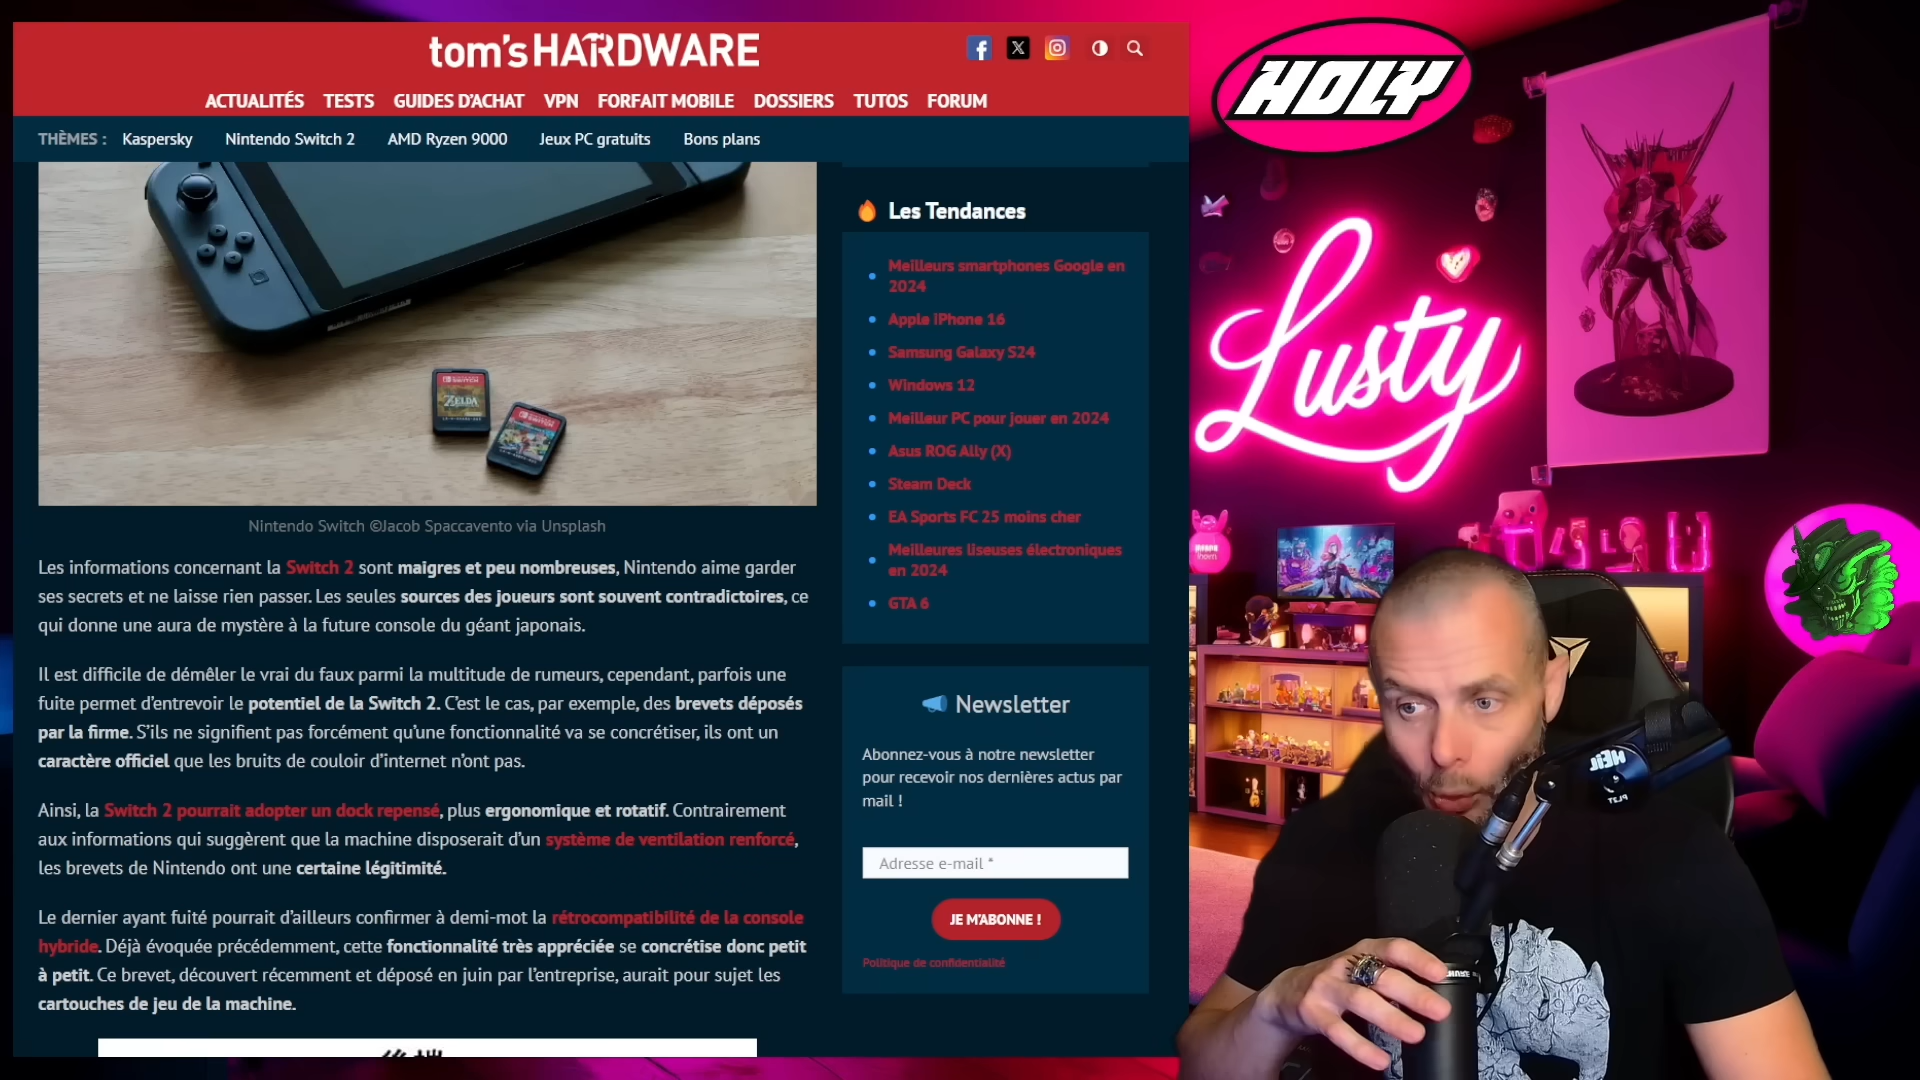 tom's HARDWARE
ACTUALITÉS TESTS GUIDES D'ACHAT VPN FORFAIT MOBILE DOSSIERS TUTOS FORUM
THÈMES : Kaspersky Nintendo Switch 2 AMD Ryzen 9000 Jeux PC gratuits Bons plans
ZELDA
Nintendo Switch ©Jacob Spaccavento via Unsplash
Les informations concernant la Switch 2 sont maigres et peu nombreuses, Nintendo aime garder
ses secrets et ne laisse rien passer. Les seules sources des joueurs sont souvent contradictoires, ce
qui donne une aura de mystère à la future console du géant japonais.
Il est difficile de démêler le vrai du faux parmi la multitude de rumeurs, cependant, parfois une
fuite permet d'entrevoir le potentiel de la Switch 2. C'est le cas, par exemple, des brevets déposés
par la firme. S'ils ne signifient pas forcément qu'une fonctionnalité va se concrétiser, ils ont un
caractère officiel que les bruits de couloir d'internet n'ont pas.
Ainsi, la Switch 2 pourrait adopter un dock repensé, plus ergonomique et rotatif. Contrairement
aux informations qui suggèrent que la machine disposerait d'un système de ventilation renforcé,
les brevets de Nintendo ont une certaine légitimité.
Le dernier ayant fuité pourrait d'ailleurs confirmer à demi-mot la rétrocompatibilité de la console
hybride. Déjà évoquée précédemment, cette fonctionnalité très appréciée se concrétise donc petit
à petit. Ce brevet, découvert récemment et déposé en juin par l'entreprise, aurait pour sujet les
cartouches de jeu de la machine.
Les Tendances
Meilleurs smartphones Google en
2024
Apple iPhone 16
Samsung Galaxy S24
Windows 12
Meilleur PC pour jouer en 2024
Asus ROG Ally (X)
Steam Deck
EA Sports FC 25 moins cher
Meilleures liseuses électroniques
en 2024
GTA 6
Newsletter
Abonnez-vous à notre newsletter
pour recevoir nos dernières actus par
mail !
Adresse e-mail *
JE M'ABONNE !
Politique de confidentialité
HOLY
Lusty